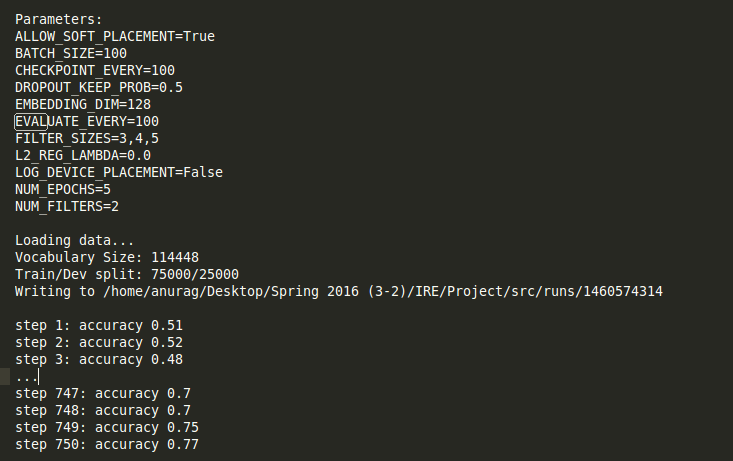 Parameters:
ALLOW_SOFT_PLACEMENT=True
BATCH_SIZE=100
CHECKPOINT_EVERY=100
DROPOUT_KEEP_PROB=0.5
EMBEDDING_DIM=128
EVALUATE_EVERY=100
FILTER_SIZES=3,4,5
L2_REG_LAMBDA=0.0
LOG_DEVICE_PLACEMENT=False
NUM_EPOCHS=5
NUM_FILTERS=2
Loading data...
Vocabulary Size: 114448
Train/Dev split: 75000/25000
Writing to /home/anurag/Desktop/Spring 2016 (3-2)/IRE/Project/src/runs/1460574314
step 1: accuracy 0.51
step 2: accuracy 0.52
step 3: accuracy 0.48
...
step 747: accuracy 0.7
step 748: accuracy 0.7
step 749: accuracy 0.75
step 750: accuracy 0.77